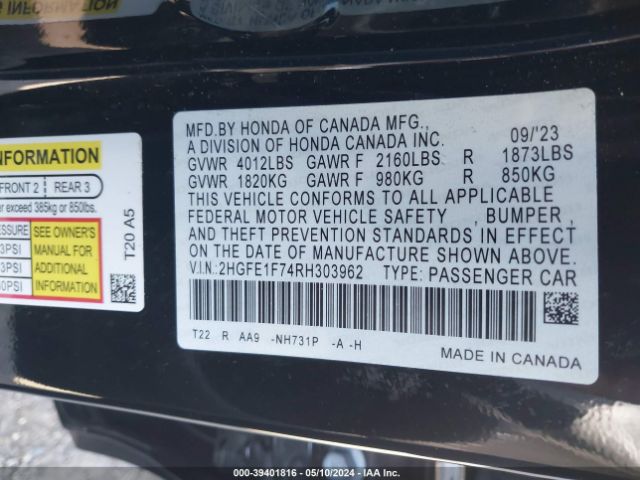 INFORMATION
FRONT 2 REAR 3
er exceed 385kg or 850lbs.
SEE OWNER'S
MANUAL FOR
ADDITIONAL
INFORMATION
T20 A5
MFD.BY HONDA OF CANADA MFG., 09/'23
A DIVISION OF HONDA CANADA INC.
GVWR 4012LBS GAWR F 2160LBS R 1873LBS
GVWR 1820KG GAWR F 980KG R 850KG
THIS VEHICLE CONFORMS TO ALL APPLICABLE
FEDERAL MOTOR VEHICLE SAFETY , BUMPER ,
AND THEFT PREVENTION STANDARDS IN EFFECT
ON THE DATE OF MANUFACTURE SHOWN ABOVE.
V.I.N: 2HGFE1F74RH303962 TYPE: PASSENGER CAR
T22 R AA9 -NH731P -A -H
MADE IN CANADA
000-39401816 — 05/10/2024 — IAA Inc.